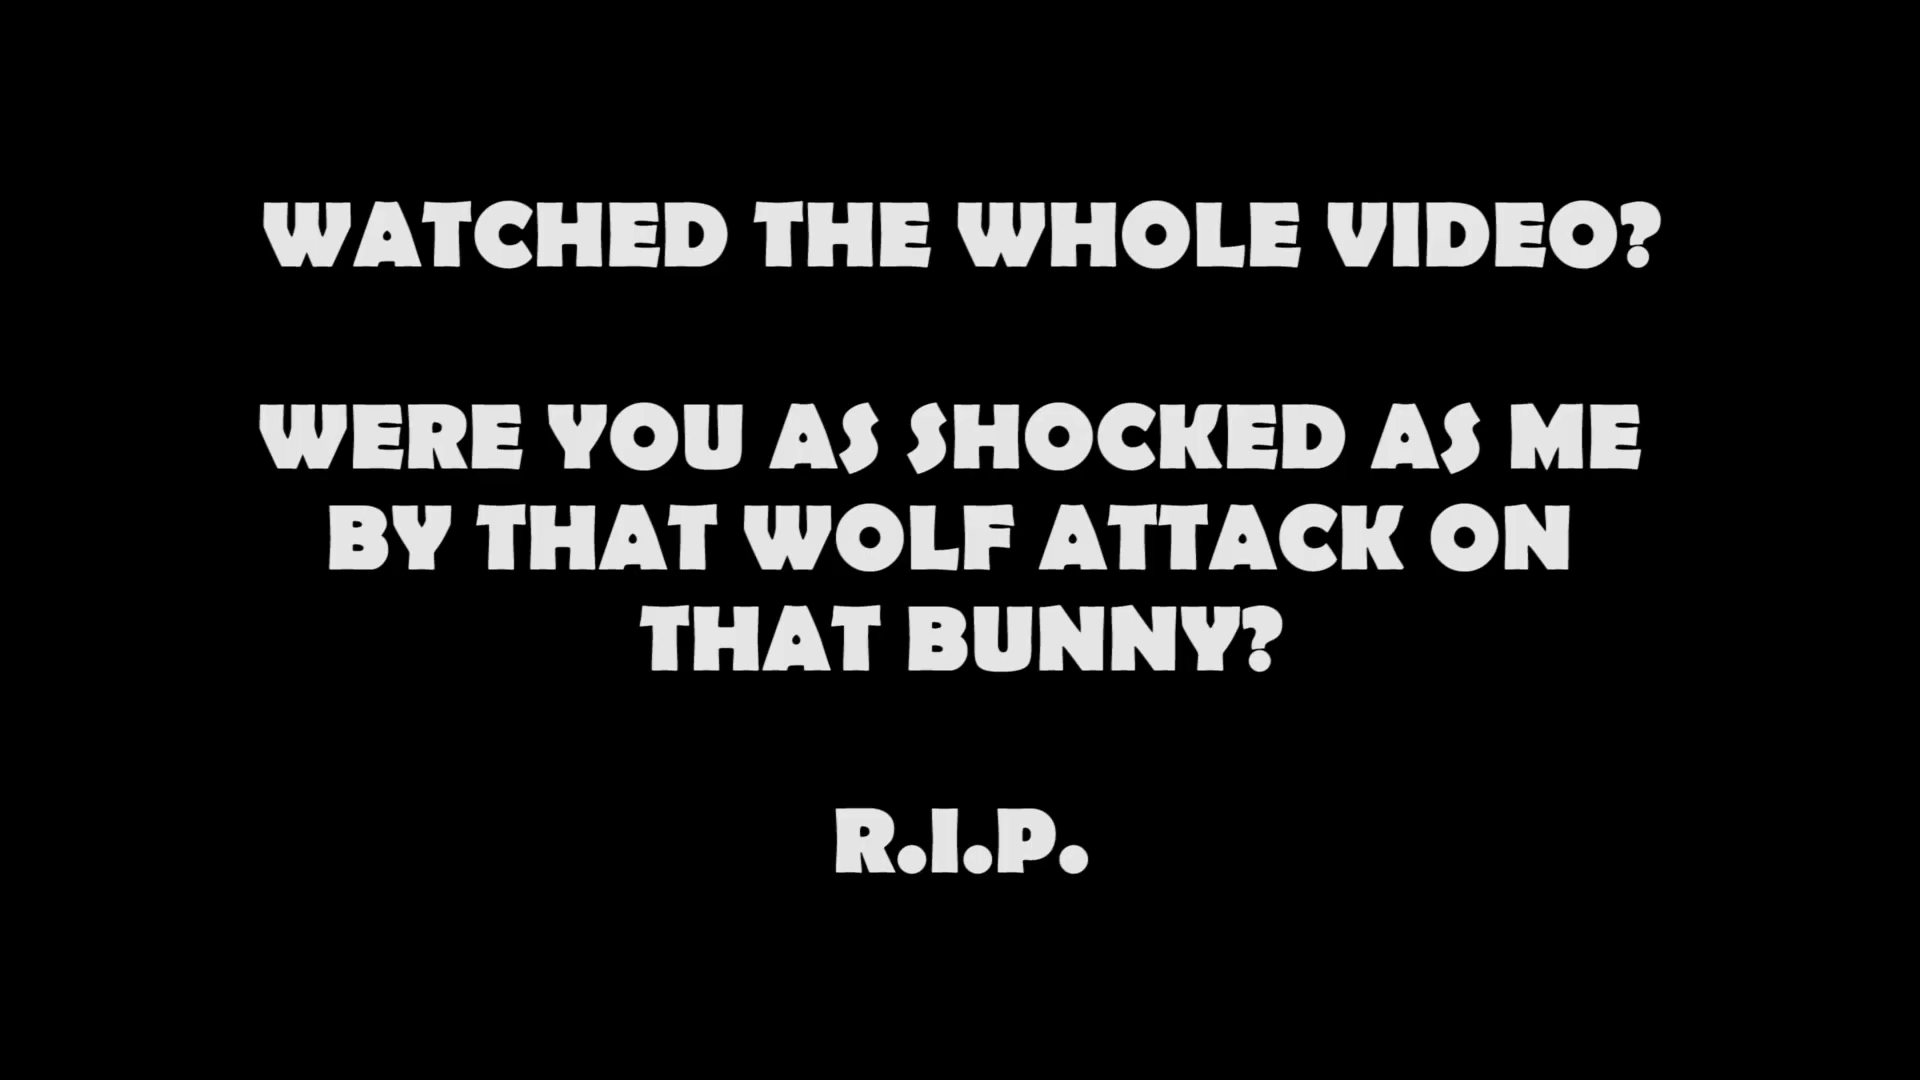 WATCHED THE WHOLE VIDEO?
WERE YOU AS SHOCKED AS ME
BY THAT WOLF ATTACK ON
THAT BUNNY?
R.I.P.